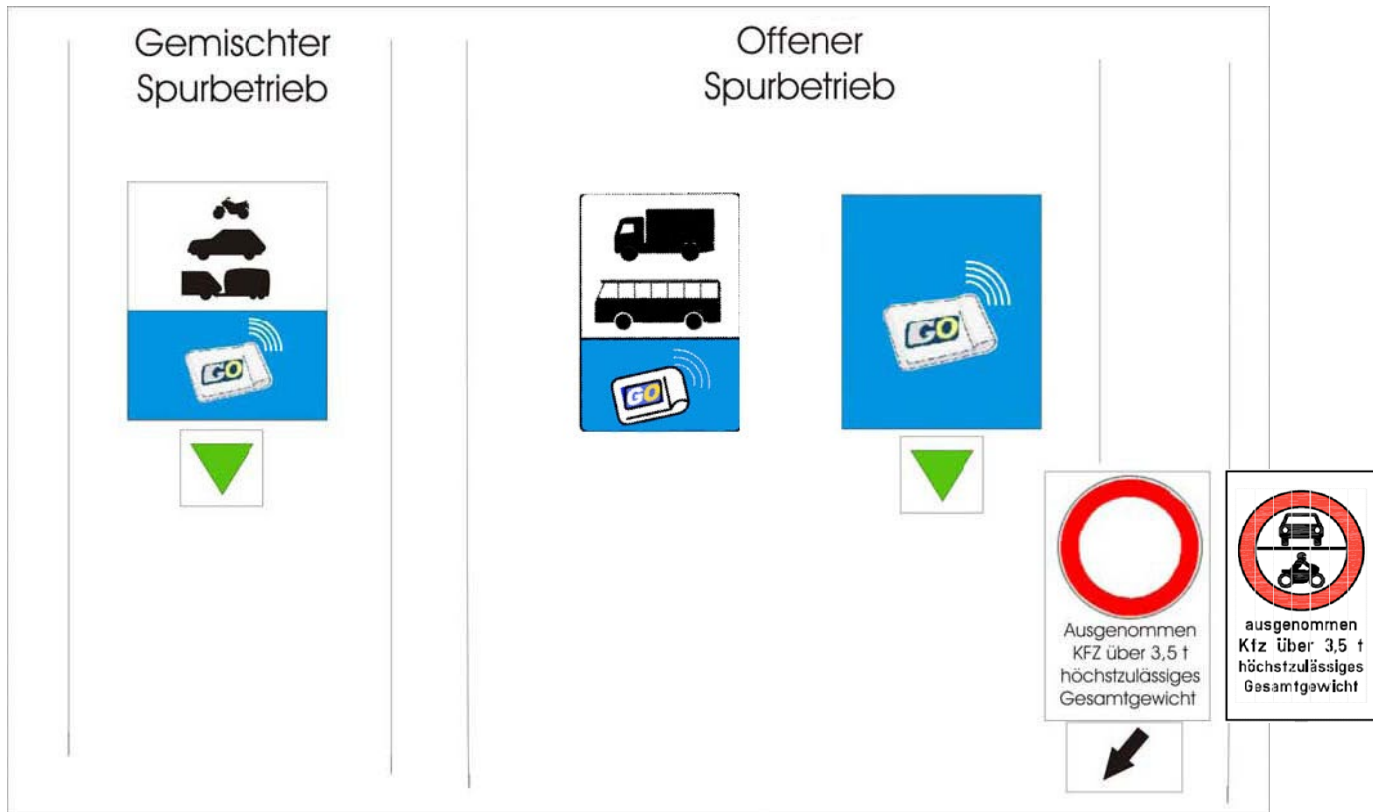 Gemischter
Spurbetrieb
Offener
Spurbetrieb
GO
GO
GO
Ausgenommen
KFZ über 3,5 t
höchstzulässiges
Gesamtgewicht
ausgenommen
Kfz über 3,5 t
höchstzulässiges
Gesamtgewicht